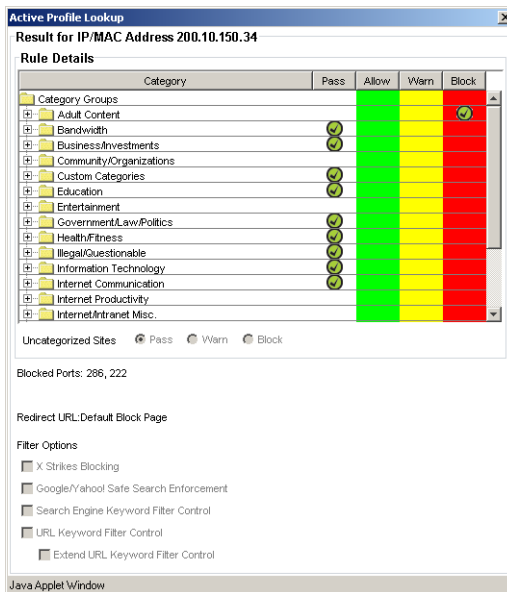 Active Profile Lookup
Result for IP/MAC Address 200.10.150.34
Rule Details
Category Pass Allow Warn Block
Category Groups
Adult Content
Bandwidth
Business/Investments
Community/Organizations
Custom Categories
Education
Entertainment
Government/Law/Politics
Health/Fitness
Illegal/Questionable
Information Technology
Internet Communication
Internet Productivity
Internet/Intranet Misc.
Uncategorized Sites Pass Warn Block
Blocked Ports: 286, 222
Redirect URL:Default Block Page
Filter Options
X Strikes Blocking
Google/Yahoo! Safe Search Enforcement
Search Engine Keyword Filter Control
URL Keyword Filter Control
Extend URL Keyword Filter Control
Java Applet Window